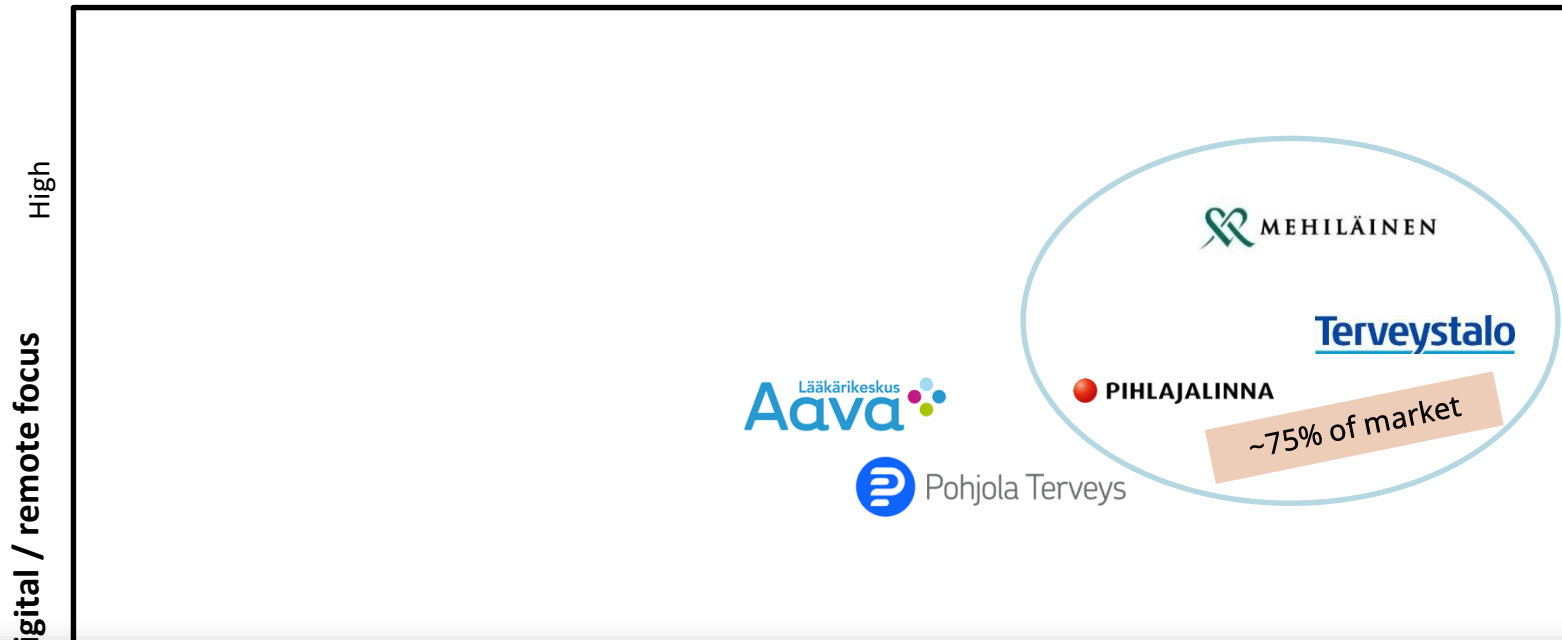 High
igital / remote focus
MEHILÄINEN
Terveystalo
Lääkärikeskus
Aava
PIHLAJALINNA
~75% of market
Pohjola Terveys